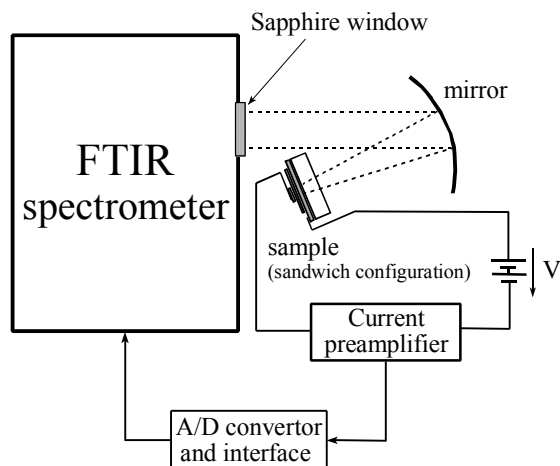 Sapphire window
mirror
FTIR
spectrometer
sample
(sandwich configuration)
V
Current
preamplifier
A/D convertor
and interface